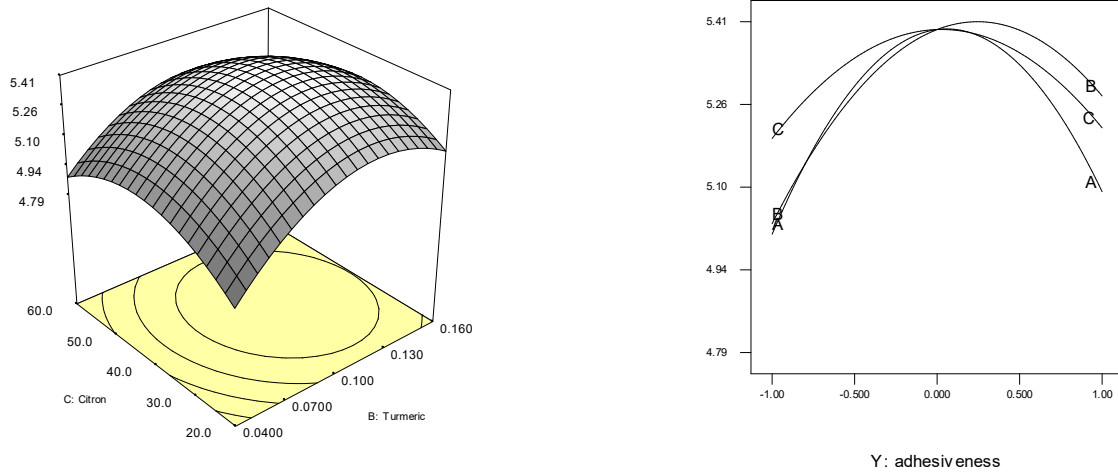 5.41
5.26
5.10
4.94
4.79
60.0
50.0
40.0
30.0
20.0
C: Citron
0.160
0.130
0.100
0.0700
0.0400
B: Turmeric
5.41
5.26
5.10
4.94
4.79
C
B
A
B
C
A
-1.00 -0.500 0.000 0.500 1.00
Y: adhesiveness